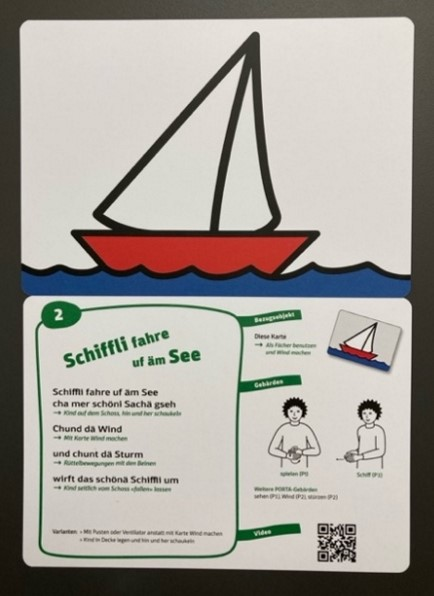 2
Schiffli fahre
uf äm See
Schiffli fahre uf äm See
cha mer schöni Sachä gseh
→ Kind auf dem Schoss, hin und her schaukeln
Chund dä Wind
→ Mit Karte Wind machen
und chunt dä Sturm
→ Rüttelbewegungen mit den Beinen
wirft das schönä Schiffli um
→ Kind seitlich vom Schoss «fallen» lassen
Varianten: • Mit Pusten oder Ventilator anstatt mit Karte Wind machen
• Kind in Decke legen und hin und her schaukeln
Bezugsobjekt
Diese Karte
→ Als Fächer benutzen
und Wind machen
Gebärden
spielen (P1)
Schiff (P2)
Weitere PORTA-Gebärden
sehen (P1), Wind (P2), stürzen (P2)
Video